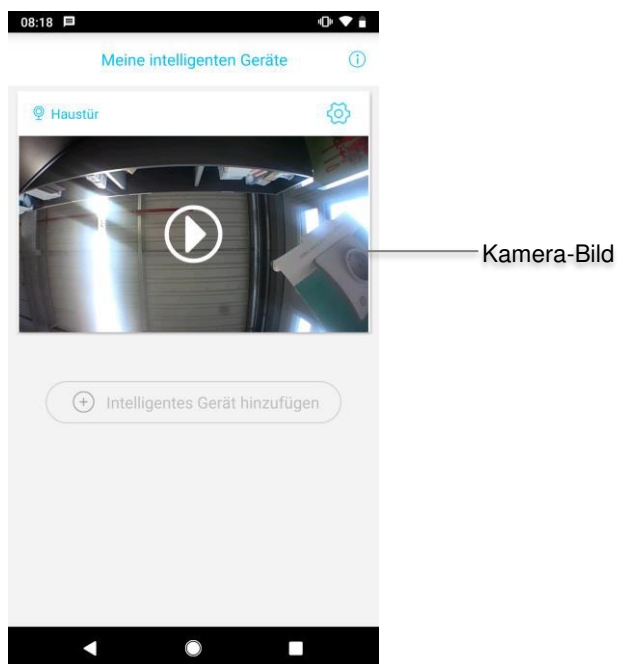 08:18
Meine intelligenten Geräte
Haustür
Kamera-Bild
Intelligentes Gerät hinzufügen